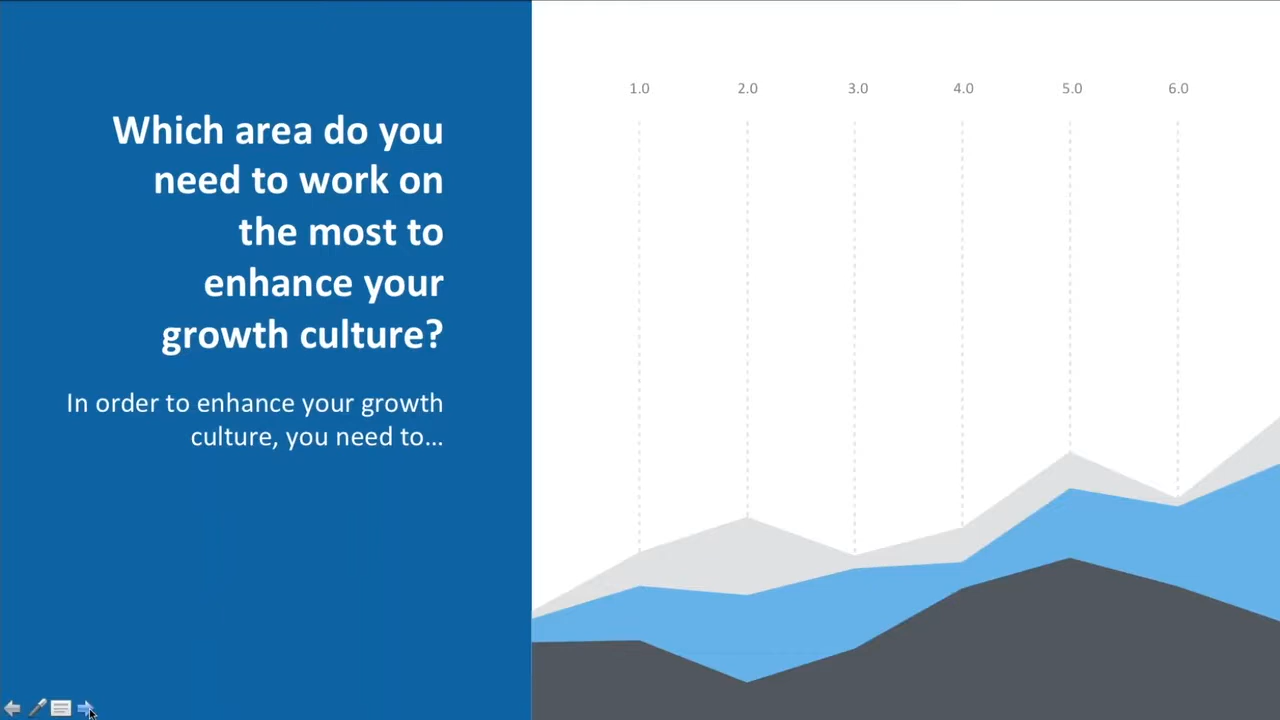 Which area do you
need to work on
the most to
enhance your
growth culture?
In order to enhance your growth
culture, you need to…
1.0 2.0 3.0 4.0 5.0 6.0